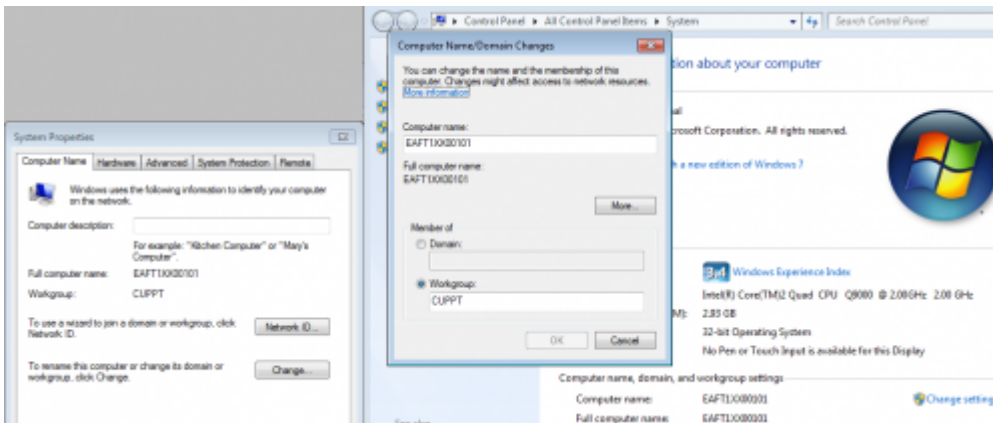 Control Panel ▸ All Control Panel Items ▸ System
Search Control Panel
Computer Name/Domain Changes
You can change the name and the membership of this
computer. Changes might affect access to network resources.
More information
Computer name:
EAFT1XX00101
Full computer name:
EAFT1XX00101
More...
Member of
Domain:
Workgroup:
CUPPT
OK
Cancel
System Properties
Computer Name
Hardware
Advanced
System Protection
Remote
Windows uses the following information to identify your computer
on the network.
Computer description:
For example: "Kitchen Computer" or "Mary's
Computer".
Full computer name: EAFT1XX00101
Workgroup: CUPPT
To use a wizard to join a domain or workgroup, click
Network ID.
Network ID...
To rename this computer or change its domain or
workgroup, click Change.
Change...
tion about your computer
Corporation. All rights reserved.
a new edition of Windows 7
Windows Experience Index
Intel(R) Core(TM)2 Quad CPU Q9000 @ 2.00GHz 2.00 GHz
2.93 GB
32-bit Operating System
No Pen or Touch Input is available for this Display
Computer name, domain, and workgroup settings
Computer name: EAFT1XX00101
Change setting
Full computer name: EAFT1XX00101